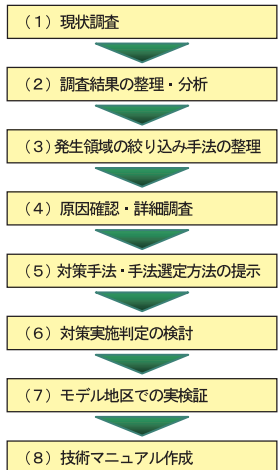 （1）現状調査
（2）調査結果の整理・分析
（3）発生領域の絞り込み手法の整理
（4）原因確認・詳細調査
（5）対策手法・手法選定方法の提示
（6）対策実施判定の検討
（7）モデル地区での実検証
（8）技術マニュアル作成